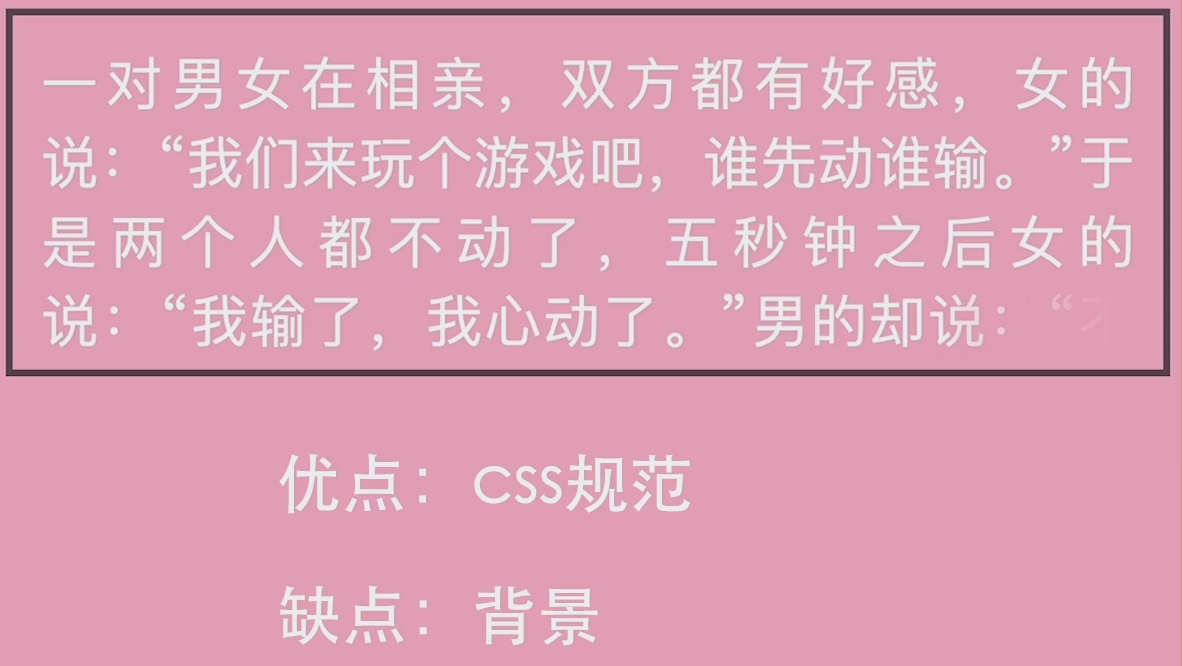 一对男女在相亲，双方都有好感，女的
说：“我们来玩个游戏吧，谁先动谁输。”于
是两个人都不动了，五秒钟之后女的
说：“我输了，我心动了。”男的却说：“
优点：CSS规范
缺点：背景